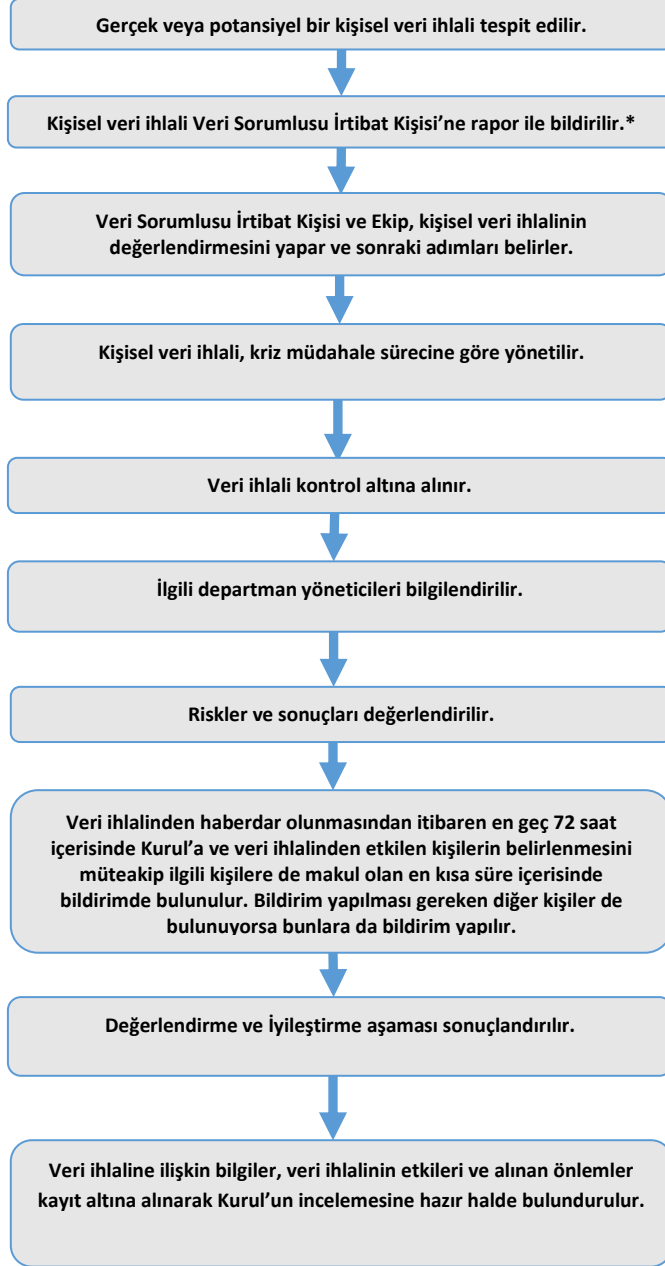 Gerçek veya potansiyel bir kişisel veri ihlali tespit edilir.
Kişisel veri ihlali Veri Sorumlusu İrtibat Kişisi’ne rapor ile bildirilir.*
Veri Sorumlusu İrtibat Kişisi ve Ekip, kişisel veri ihlalinin
değerlendirmesini yapar ve sonraki adımları belirler.
Kişisel veri ihlali, kriz müdahale sürecine göre yönetilir.
Veri ihlali kontrol altına alınır.
İlgili departman yöneticileri bilgilendirilir.
Riskler ve sonuçları değerlendirilir.
Veri ihlalinden haberdar olunmasından itibaren en geç 72 saat
içerisinde Kurul’a ve veri ihlalinden etkilen kişilerin belirlenmesini
müteakip ilgili kişilere de makul olan en kısa süre içerisinde
bildirimde bulunulur. Bildirim yapılması gereken diğer kişiler de
bulunuyorsa bunlara da bildirim yapılır.
Değerlendirme ve İyileştirme aşaması sonuçlandırılır.
Veri ihlaline ilişkin bilgiler, veri ihlalinin etkileri ve alınan önlemler
kayıt altına alınarak Kurul’un incelemesine hazır halde bulundurulur.